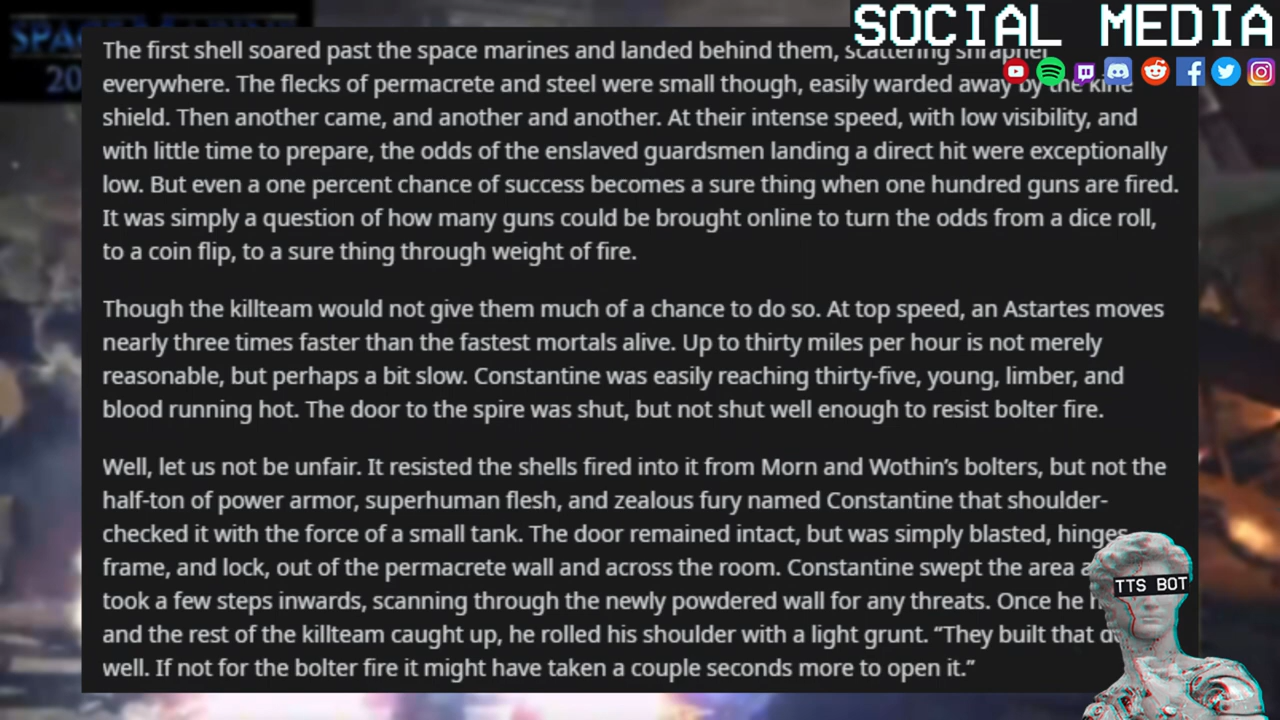 SOCIAL MEDIA
SPA
20
The first shell soared past the space marines and landed behind them, scattering shrapnel
everywhere. The flecks of permacrete and steel were small though, easily warded away by the kine
shield. Then another came, and another and another. At their intense speed, with low visibility, and
with little time to prepare, the odds of the enslaved guardsmen landing a direct hit were exceptionally
low. But even a one percent chance of success becomes a sure thing when one hundred guns are fired.
It was simply a question of how many guns could be brought online to turn the odds from a dice roll,
to a coin flip, to a sure thing through weight of fire.
Though the killteam would not give them much of a chance to do so. At top speed, an Astartes moves
nearly three times faster than the fastest mortals alive. Up to thirty miles per hour is not merely
reasonable, but perhaps a bit slow. Constantine was easily reaching thirty-five, young, limber, and
blood running hot. The door to the spire was shut, but not shut well enough to resist bolter fire.
Well, let us not be unfair. It resisted the shells fired into it from Morn and Wothin’s bolters, but not the
half-ton of power armor, superhuman flesh, and zealous fury named Constantine that shoulder-
checked it with the force of a small tank. The door remained intact, but was simply blasted, hinges
frame, and lock, out of the permacrete wall and across the room. Constantine swept the area
took a few steps inwards, scanning through the newly powdered wall for any threats. Once he
and the rest of the killteam caught up, he rolled his shoulder with a light grunt. “They built that
well. If not for the bolter fire it might have taken a couple seconds more to open it.”
TTS BOT